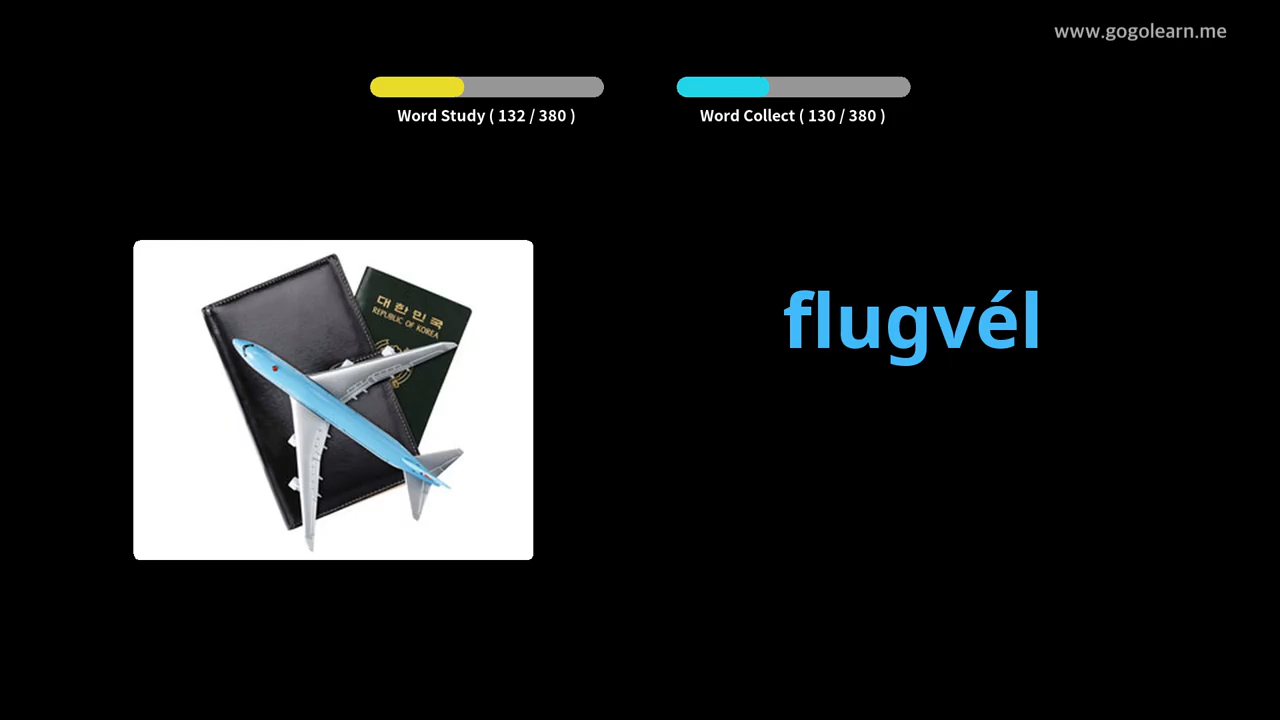 www.gogolearn.me
Word Study ( 132 / 380 )
Word Collect ( 130 / 380 )
대한민국
REPUBLIC OF KOREA
flugvél